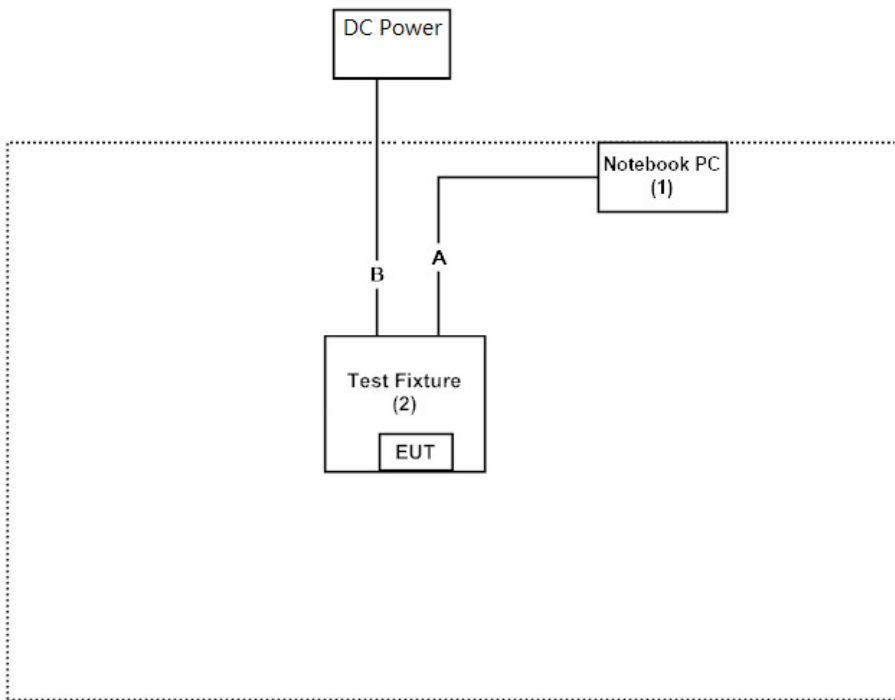 DC Power
Notebook PC
(1)
A
B
Test Fixture
(2)
EUT